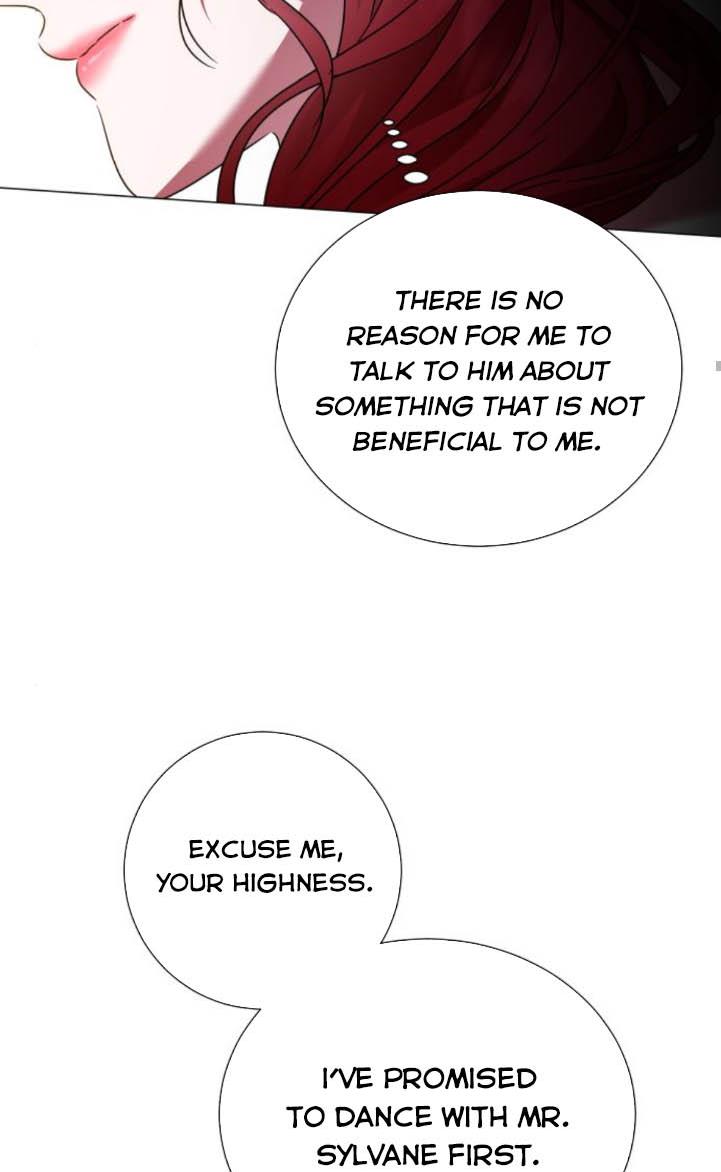 THERE IS NO
REASON FOR ME TO
TALK TO HIM ABOUT
SOMETHING THAT IS NOT
BENEFICIAL TO ME.
EXCUSE ME,
YOUR HIGHNESS.
I'VE PROMISED
TO DANCE WITH MR.
SYLVANE FIRST.